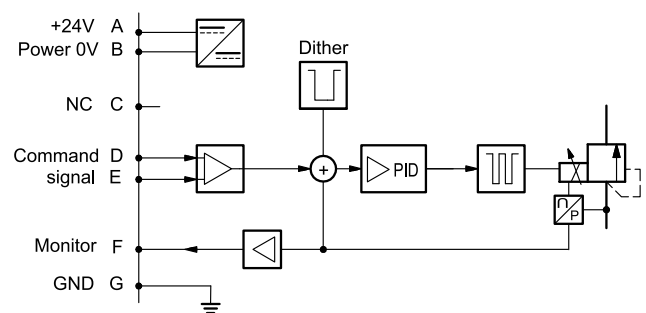 +24V A
Power 0V B
Dither
NC C
Command D
signal E
PID
Monitor F
GND G
U
P